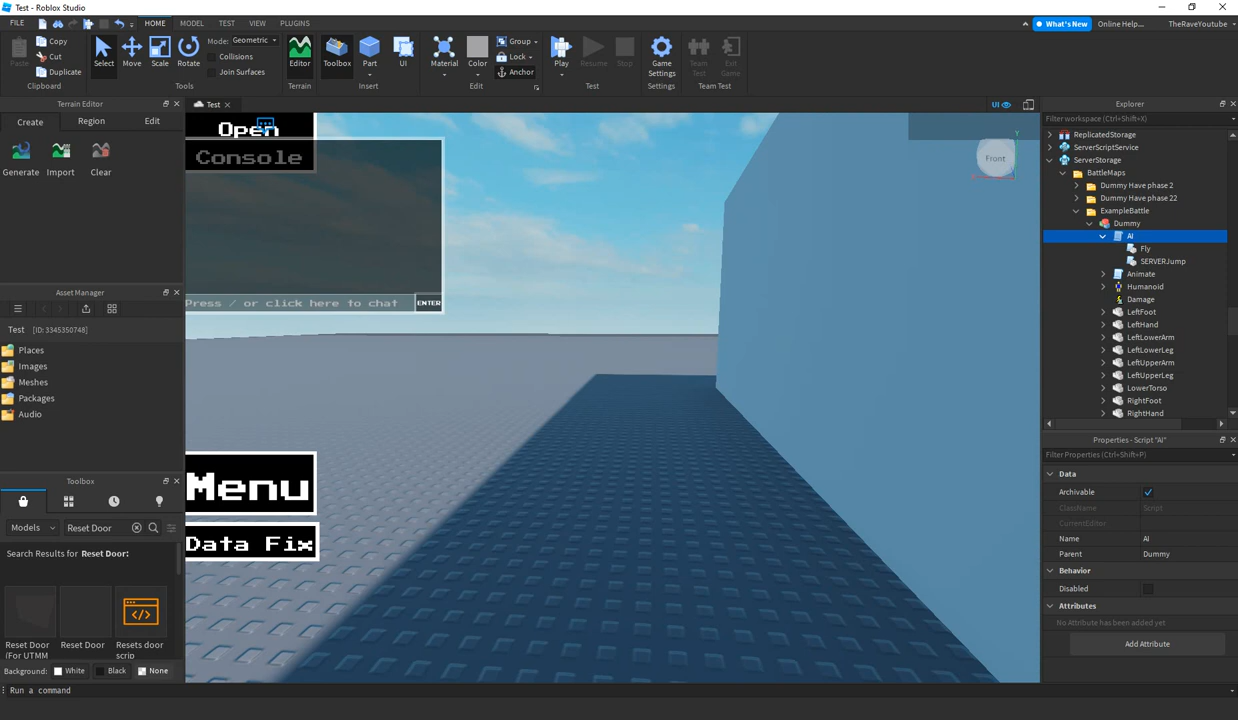 Test - Roblox Studio
FILE HOME MODEL TEST VIEW PLUGINS What's New Online Help... TheRaveYoutube
Paste Copy Cut Duplicate Clipboard
Select Move Scale Rotate Mode: Geometric Collisions Join Surfaces Tools
Editor Terrain
Toolbox Part UI Insert
Material Color Group Lock Anchor Edit
Play Resume Stop Test
Game Settings Settings
Team Test Exit Game Team Test
Terrain Editor
Create Region Edit
Generate Import Clear
Asset Manager
Test [ID: 3345350748]
Places
Images
Meshes
Packages
Audio
Toolbox
Models Reset Door
Search Results for Reset Door:
Reset Door (For UTMM
Reset Door
Resets door scrip
Background: White Black None
Run a command
Test UI
Open
Console
Press / or click here to chat ENTER
Menu
Data Fix
Front
Y
Explorer
Filter workspace (Ctrl+Shift+X)
ReplicatedStorage
ServerScriptService
ServerStorage
BattleMaps
Dummy Have phase 2
Dummy Have phase 22
ExampleBattle
Dummy
AI
Fly
SERVERJump
Animate
Humanoid
Damage
LeftFoot
LeftHand
LeftLowerArm
LeftLowerLeg
LeftUpperArm
LeftUpperLeg
LowerTorso
RightFoot
RightHand
Properties - Script "AI"
Filter Properties (Ctrl+Shift+P)
Data
Archivable
ClassName Script
CurrentEditor
Name AI
Parent Dummy
Behavior
Disabled
Attributes
No Attribute has been added yet
Add Attribute